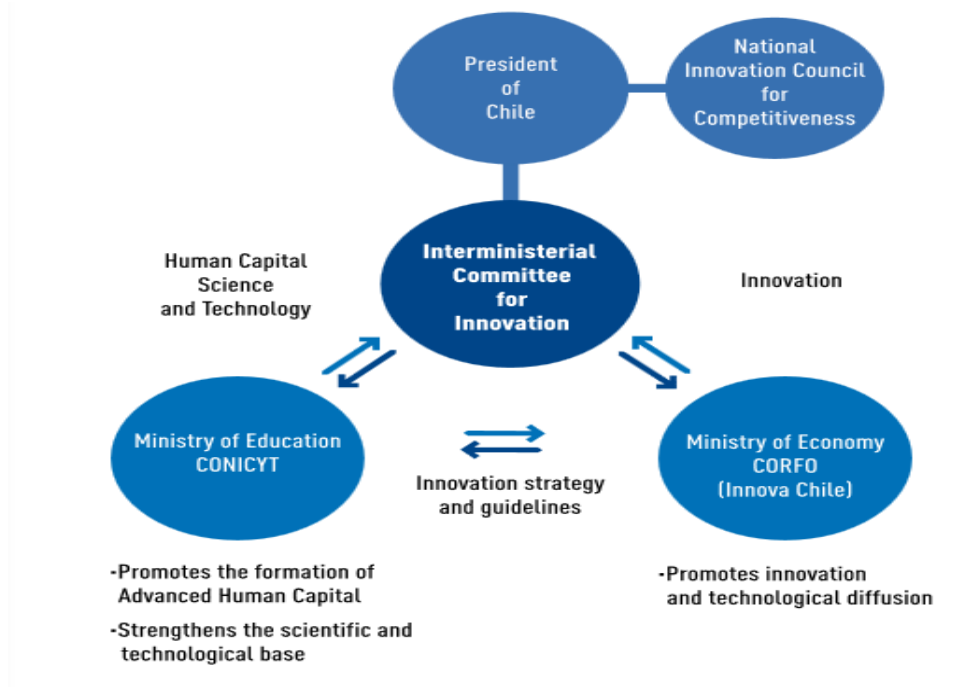 President
of
Chile
National
Innovation Council
for
Competitiveness
Interministerial
Committee
for
Innovation
Human Capital
Science
and Technology
Innovation
Ministry of Education
CONICYT
Innovation strategy
and guidelines
Ministry of Economy
CORFO
(Innova Chile)
-Promotes the formation of
Advanced Human Capital
-Strengthens the scientific and
technological base
-Promotes innovation
and technological diffusion